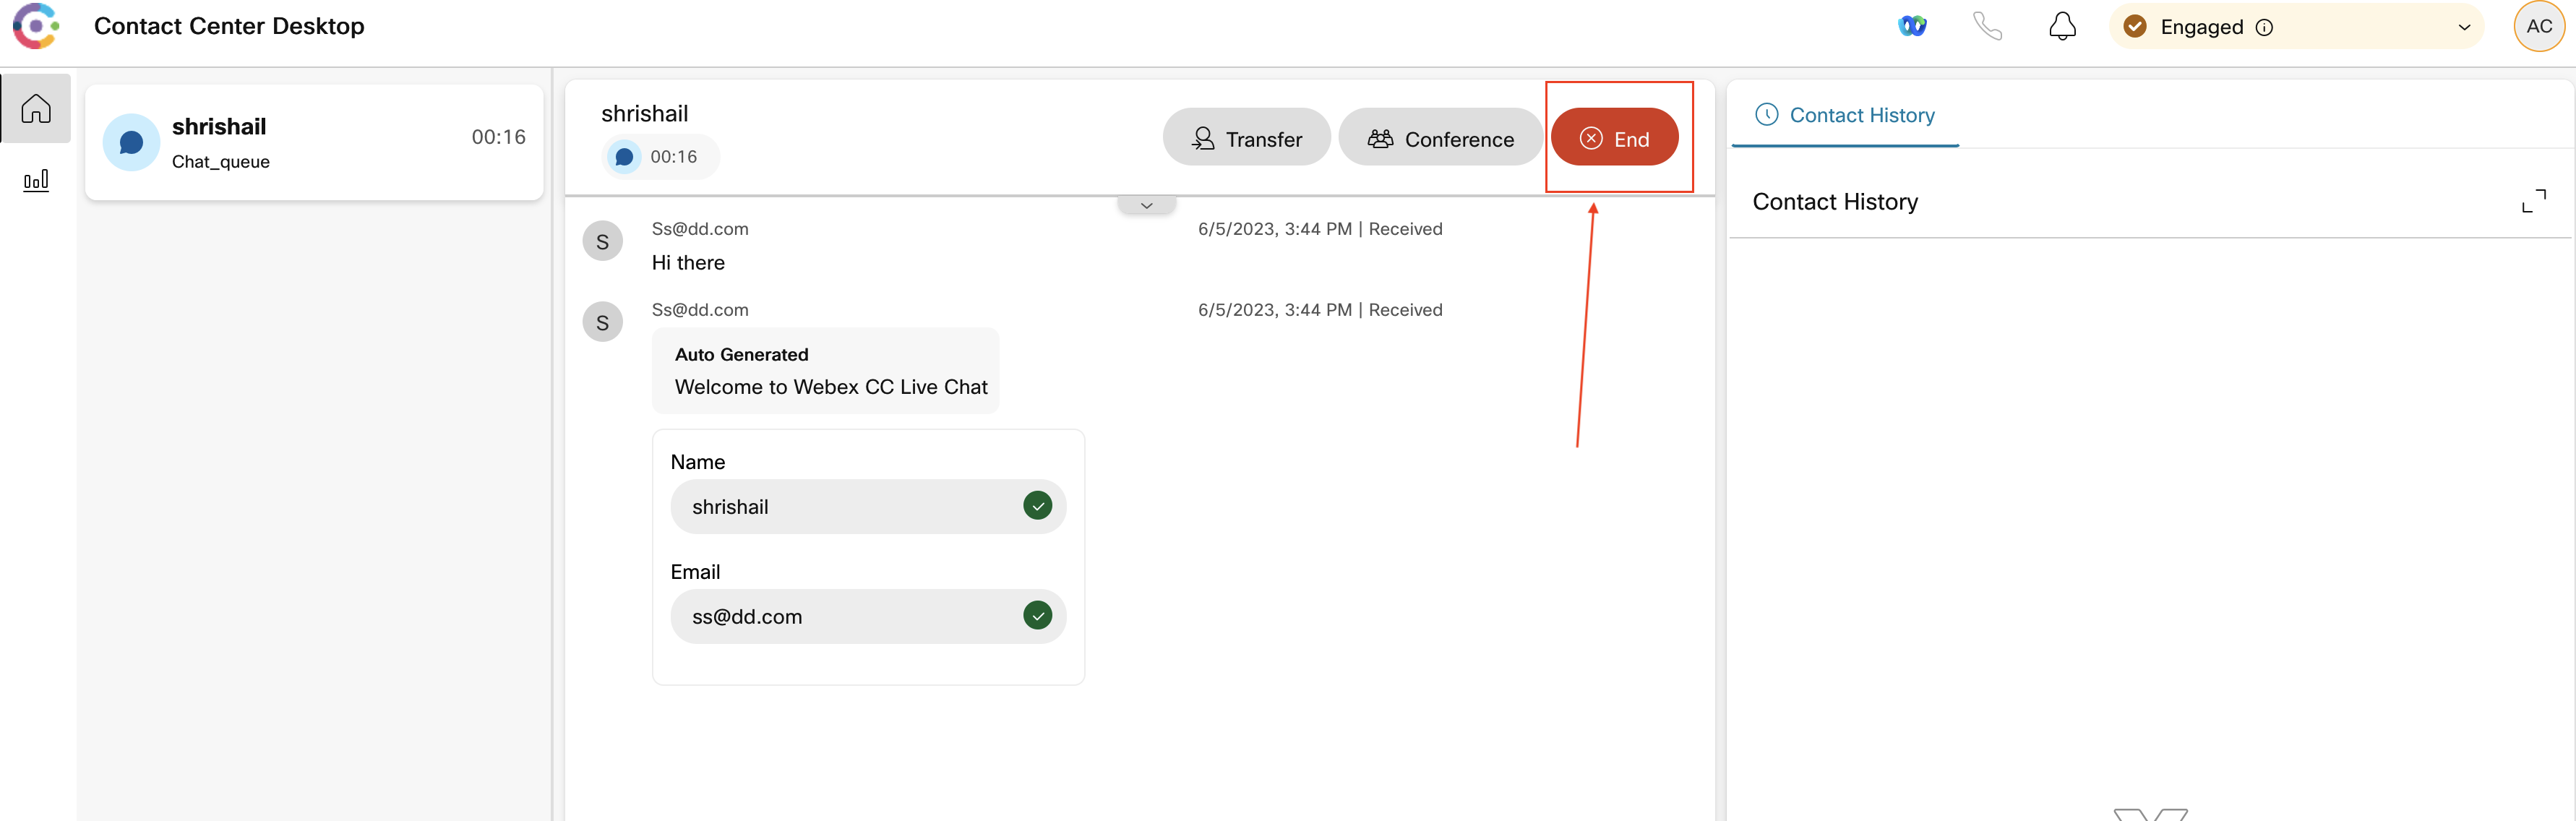 Contact Center Desktop
Engaged
AC
shrishail
Chat_queue
00:16
shrishail
00:16
Transfer
Conference
End
Contact History
Contact History
S
Ss@dd.com
6/5/2023, 3:44 PM | Received
Hi there
S
Ss@dd.com
6/5/2023, 3:44 PM | Received
Auto Generated
Welcome to Webex CC Live Chat
Name
shrishail
Email
ss@dd.com